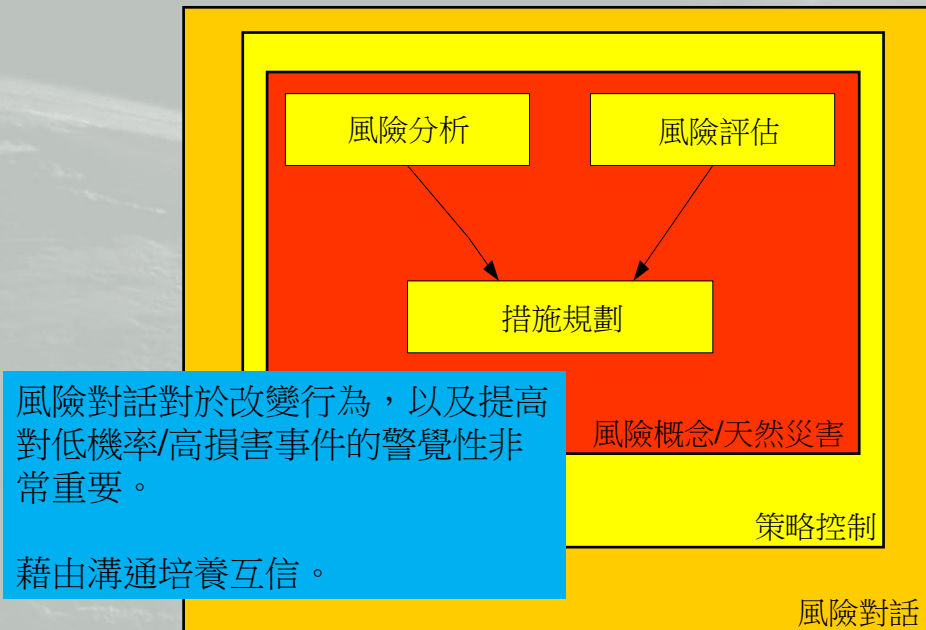 風險分析
風險評估
措施規劃
風險對話對於改變行為，以及提高
對低機率/高損害事件的警覺性非
常重要。
藉由溝通培養互信。
風險概念/天然災害
策略控制
風險對話